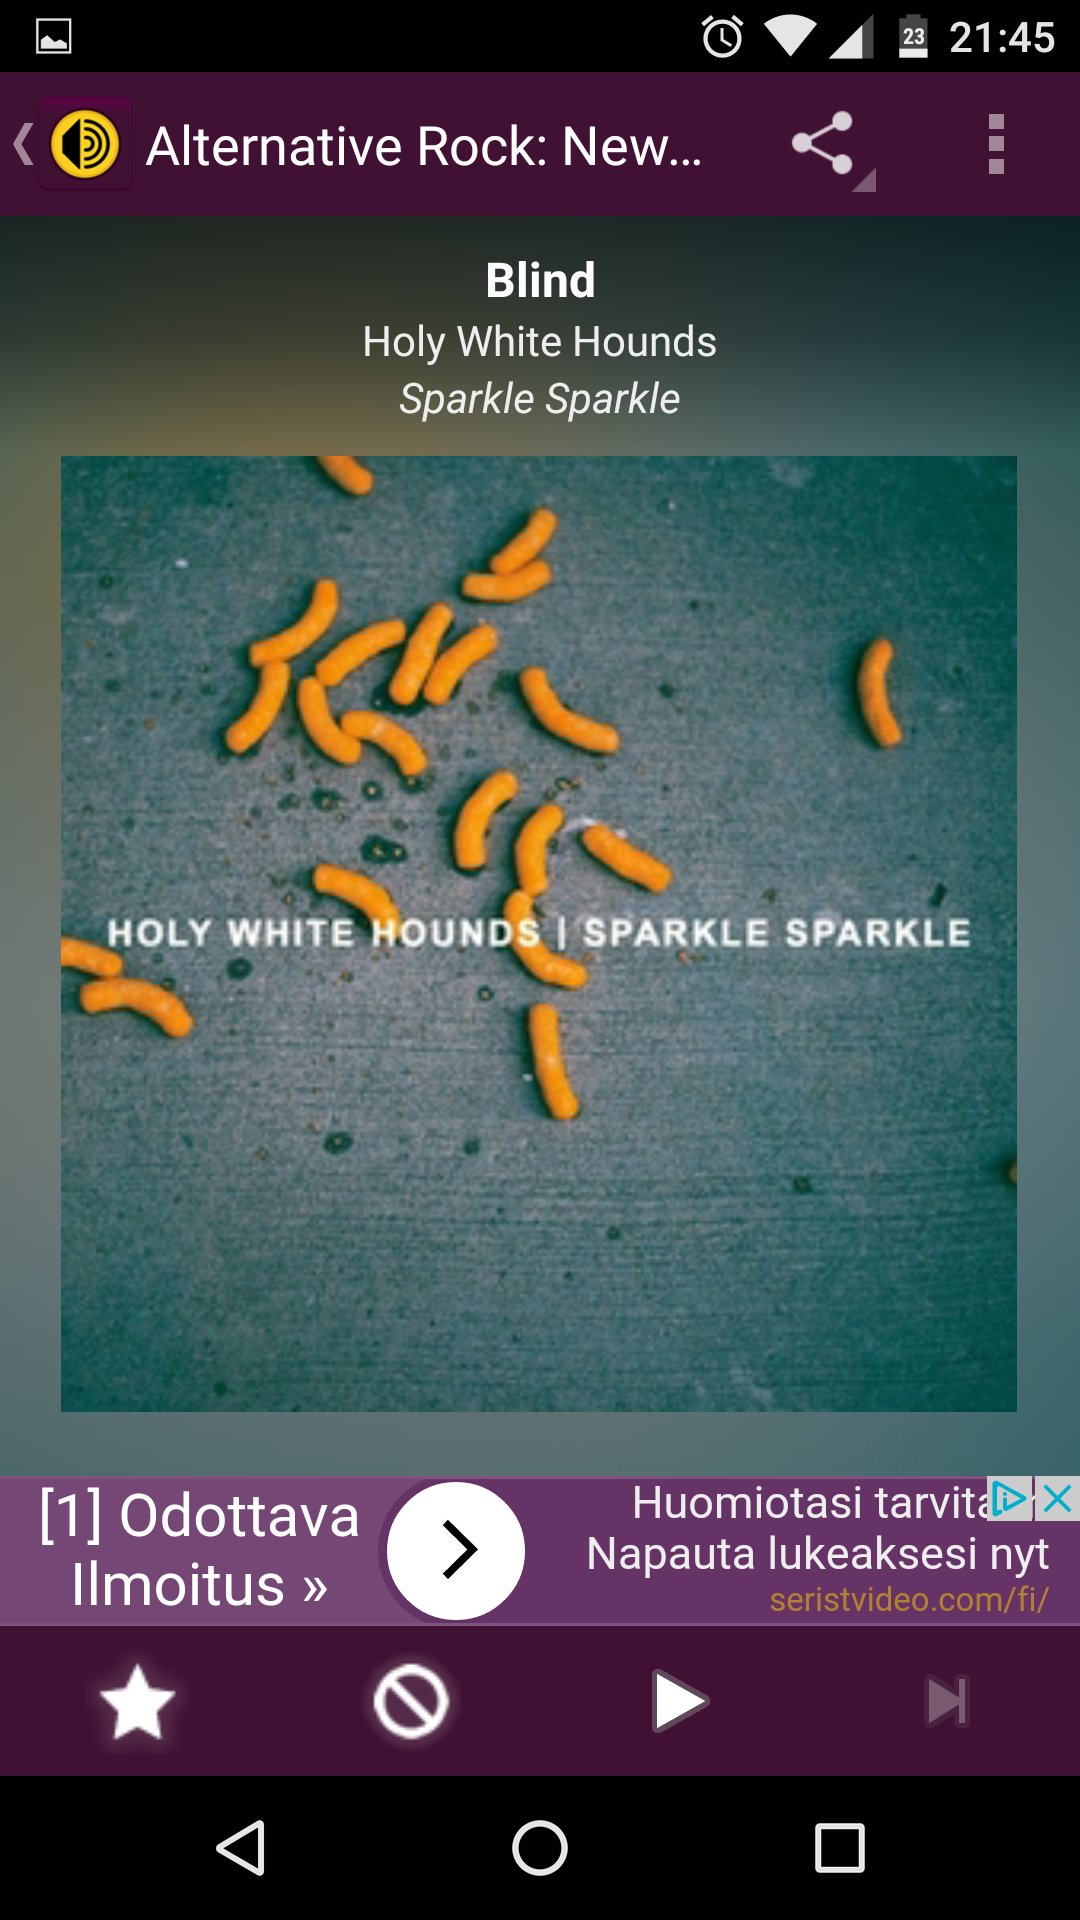 23 21:45
Alternative Rock: New...
Blind
Holy White Hounds
Sparkle Sparkle
HOLY WHITE HOUNDS | SPARKLE SPARKLE
[1] Odottava
Ilmoitus »
Huomiotasi
Napauta lukeaksesi nyt
seristvideo.com/fi/